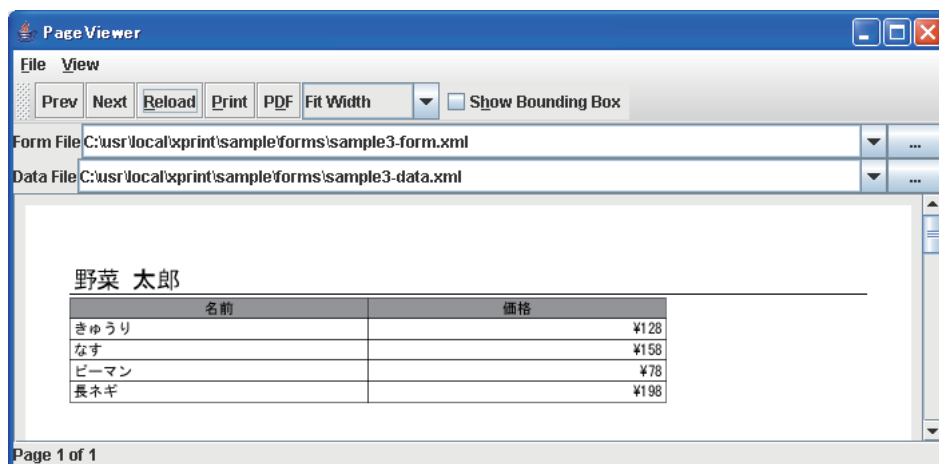 PageViewer
File View
Prev Next Reload Print PDF Fit Width Show Bounding Box
Form File C:\usr\local\xprint\sample\forms\sample3-form.xml ...
Data File C:\usr\local\xprint\sample\forms\sample3-data.xml ...
野菜 太郎
名前 価格
きゅうり ¥128
なす ¥158
ピーマン ¥78
長ネギ ¥198
Page 1 of 1